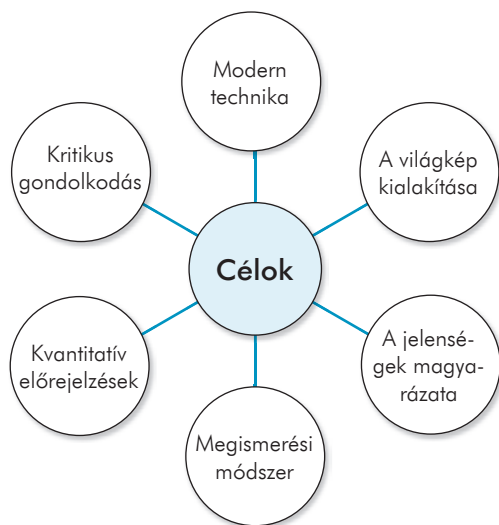 Modern
technika
Kritikus
gondolkodás
A világkép
kialakítása
Célok
Kvantitatív
előrejelzések
A jelensé-
gek magya-
rázata
Megismerési
módszer